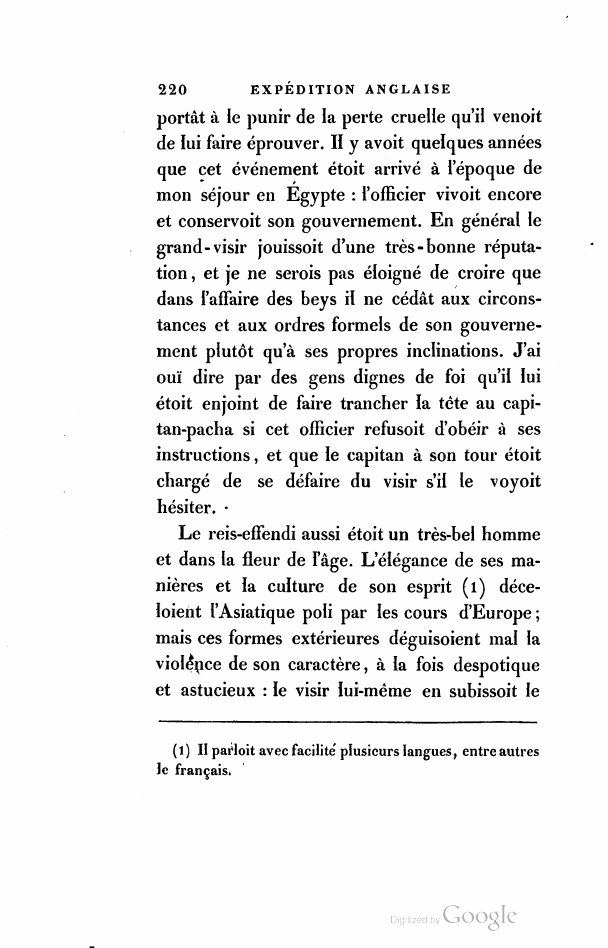 220 EXPÉDITION ANGLAISE
portât à le punir de la perte cruelle qu'il venoit
de lui faire éprouver. Il y avoit quelques années
que cet événement étoit arrivé à l'époque de
mon séjour en Égypte : l'officier vivoit encore
et conservoit son gouvernement. En général le
grand-visir jouissoit d'une très-bonne réputa-
tion, et je ne serois pas éloigné de croire que
dans l'affaire des beys il ne cédât aux circons-
tances et aux ordres formels de son gouverne-
ment plutôt qu'à ses propres inclinations. J'ai
ouï dire par des gens dignes de foi qu'il lui
étoit enjoint de faire trancher la tête au capi-
tan-pacha si cet officier refusoit d'obéir à ses
instructions, et que le capitan à son tour étoit
chargé de se défaire du visir s'il le voyoit
hésiter.
Le reis-effendi aussi étoit un très-bel homme
et dans la fleur de l'âge. L'élégance de ses ma-
nières et la culture de son esprit (1) déce-
loient l'Asiatique poli par les cours d'Europe;
mais ces formes extérieures déguisoient mal la
violence de son caractère, à la fois despotique
et astucieux : le visir lui-même en subissoit le
(1) Il parloit avec facilité plusieurs langues, entre autres
le français.
Digitized by Google